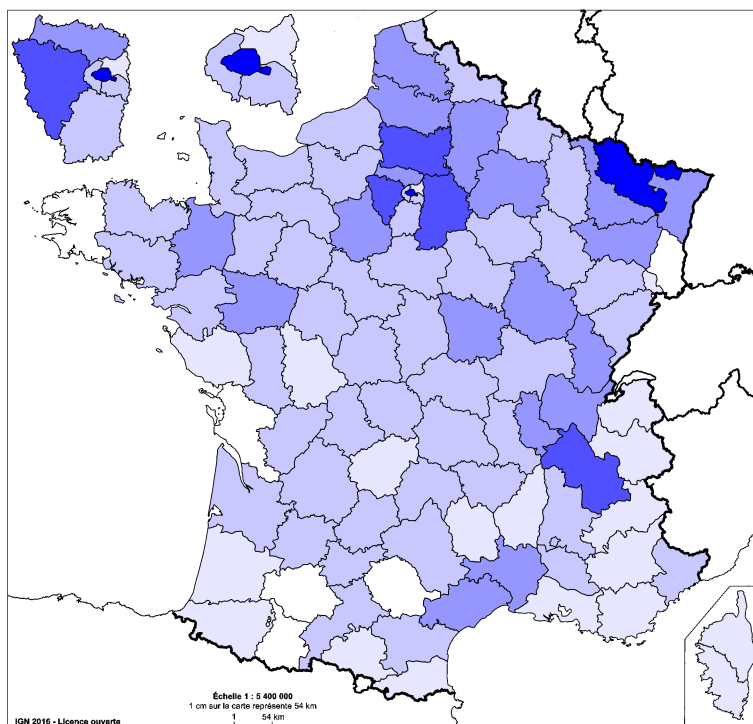 Échelle 1 : 5 400 000
1 cm sur la carte représente 54 km
1 54 km
IGN 2016 - Licence ouverte